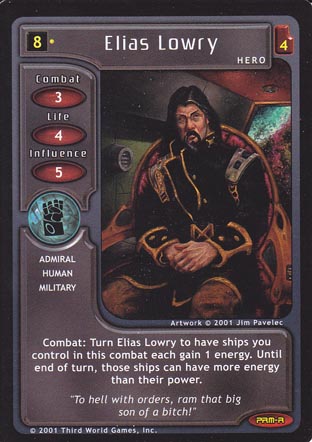 8
Elias Lowry
4
HERO
Combat
3
Life
4
Influence
5
ADMIRAL
HUMAN
MILITARY
Artwork © 2001 Jim Pavelec
Combat: Turn Elias Lowry to have ships you
control in this combat each gain 1 energy. Until
end of turn, those ships can have more
energy than their power.
"To hell with orders, ram that big
son of a bitch!"
PRM-R
© 2001 Third World Games, Inc.